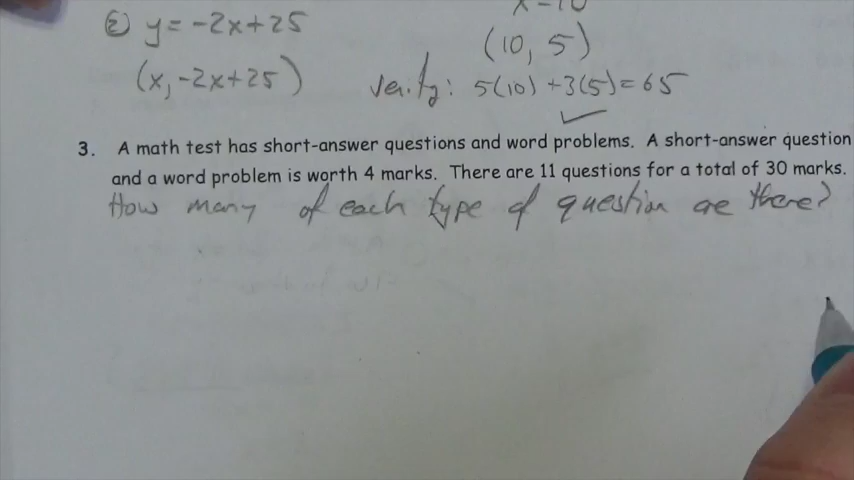 ② y = -2x+25
(x, -2x+25)
x=10
(10, 5)
verify: 5(10) +3(5)=65 ✓
3. A math test has short-answer questions and word problems. A short-answer question
and a word problem is worth 4 marks. There are 11 questions for a total of 30 marks.
How many of each type of question are there?